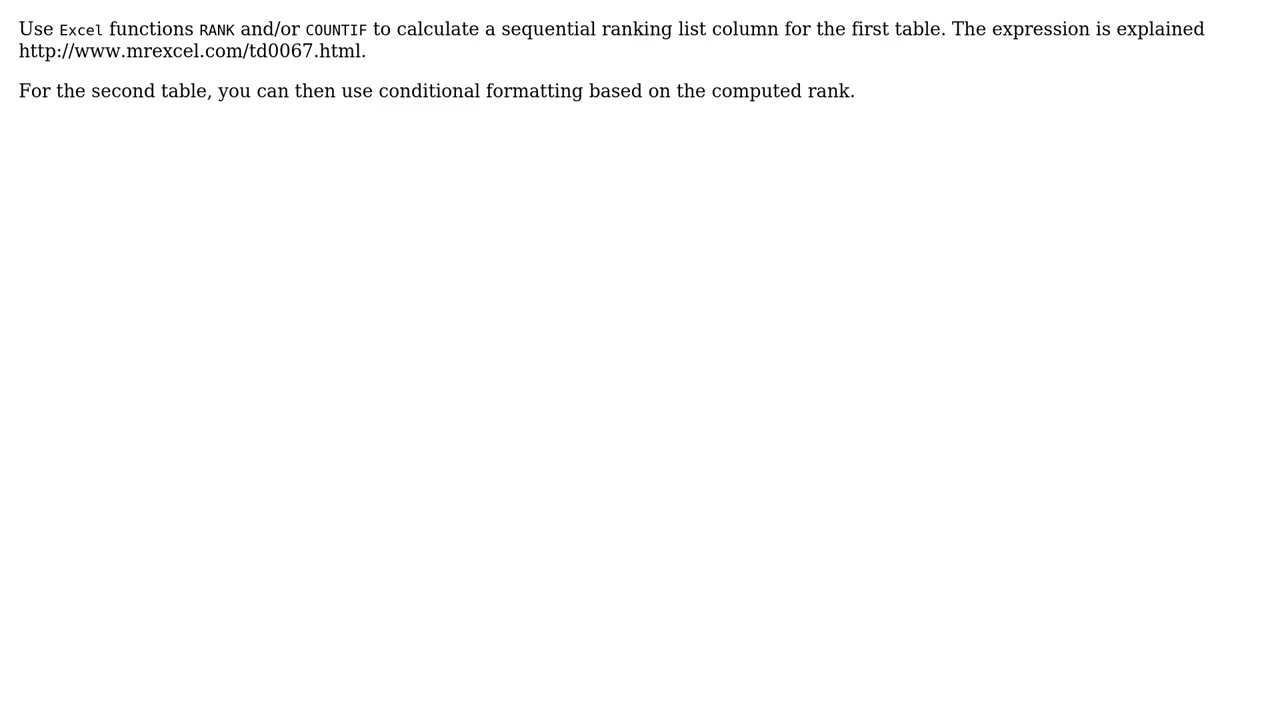 Use Excel functions RANK and/or COUNTIF to calculate a sequential ranking list column for the first table. The expression is explained
http://www.mrexcel.com/td0067.html.
For the second table, you can then use conditional formatting based on the computed rank.